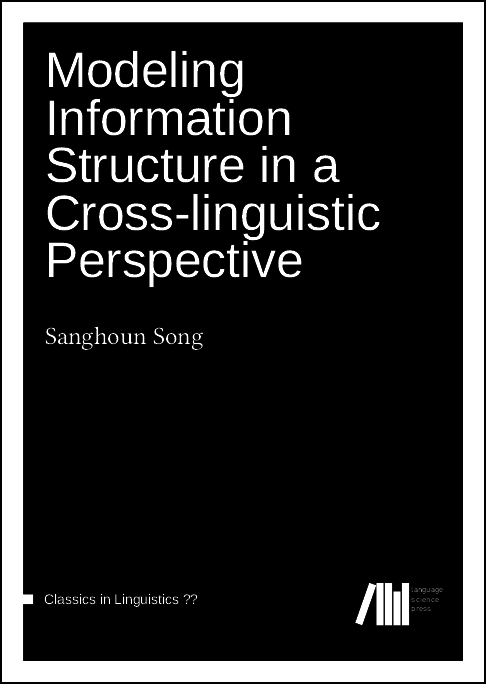 Modeling
Information
Structure in a
Cross-linguistic
Perspective
Sanghoun Song
Classics in Linguistics ??
language
science
press